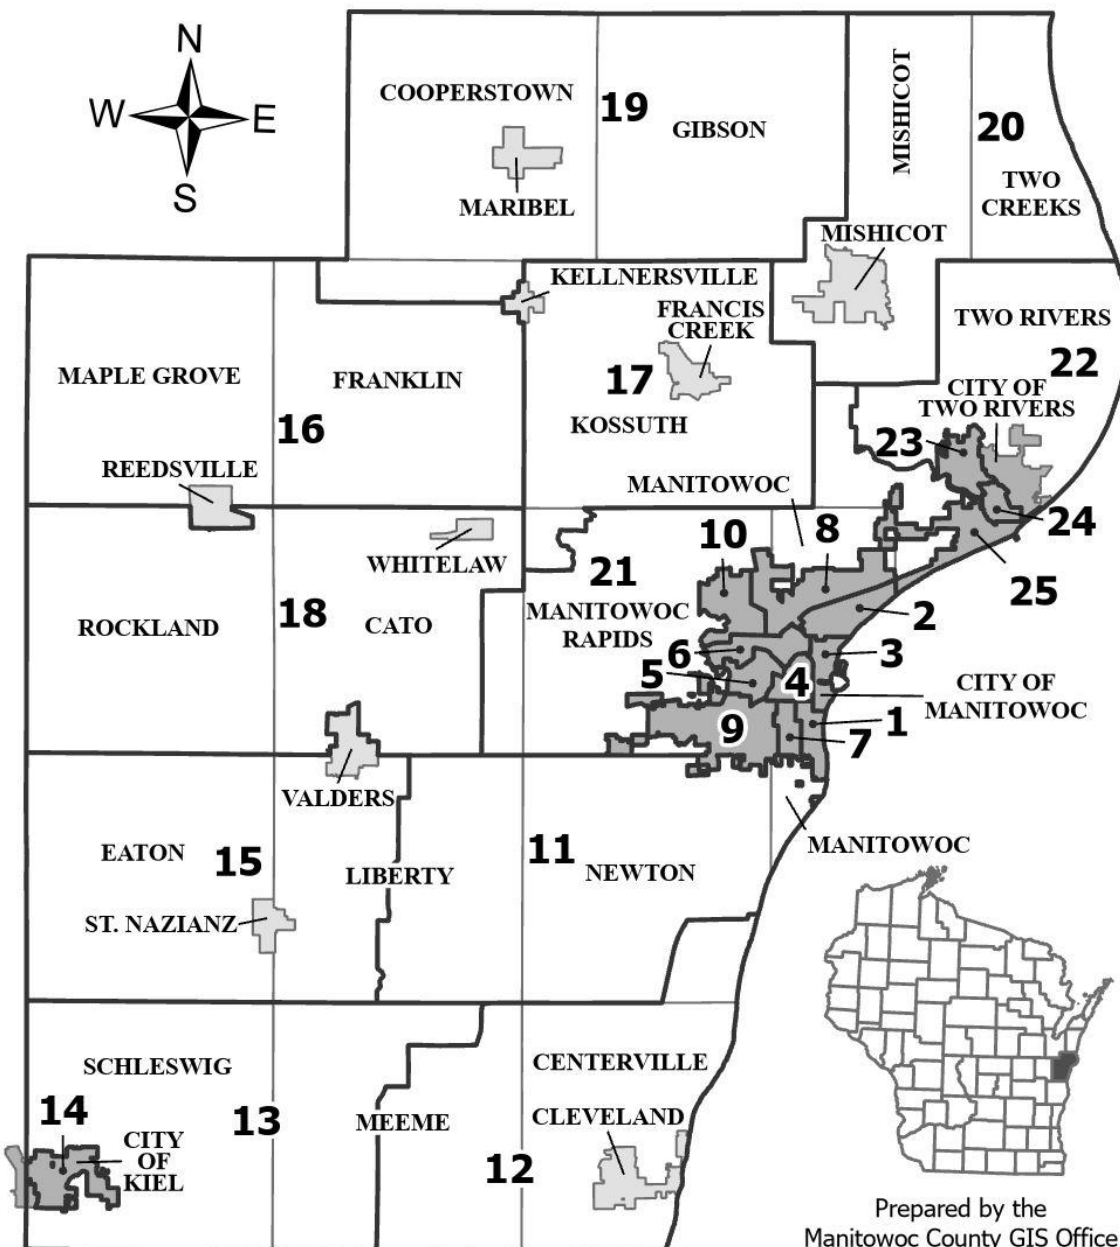 N
W
E
S
COOPERSTOWN
19
GIBSON
MISHICOT
20
TWO
CREEKS
MARIBEL
MISHICOT
KELLNERSVILLE
FRANCIS
CREEK
TWO RIVERS
22
MAPLE GROVE
FRANKLIN
17
KOSSUTH
CITY OF
TWO RIVERS
16
23
REEDSVILLE
MANITOWOC
24
WHITELAW
10
8
21
25
ROCKLAND
18
CATO
MANITOWOC
RAPIDS
2
6
3
5
4
CITY OF
MANITOWOC
9
1
7
VALDERS
MANITOWOC
EATON
15
LIBERTY
11
NEWTON
ST. NAZIANZ
SCHLESWIG
CENTERVILLE
14
13
MEEME
CLEVELAND
CITY
OF
KIEL
12
Prepared by the
Manitowoc County GIS Office